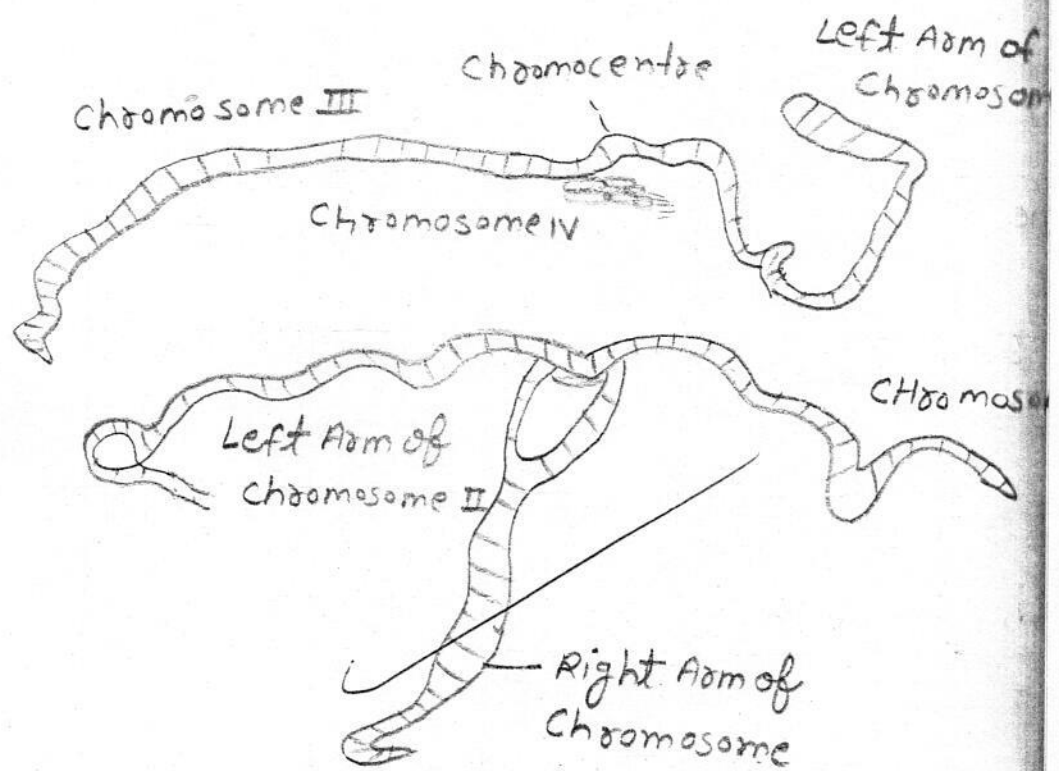 Left Arm of
Chromosom
Chromocentre
Chromosome III
Chromosome IV
CHromoso
Left Arm of
Chromosome II
Right Arm of
Chromosome